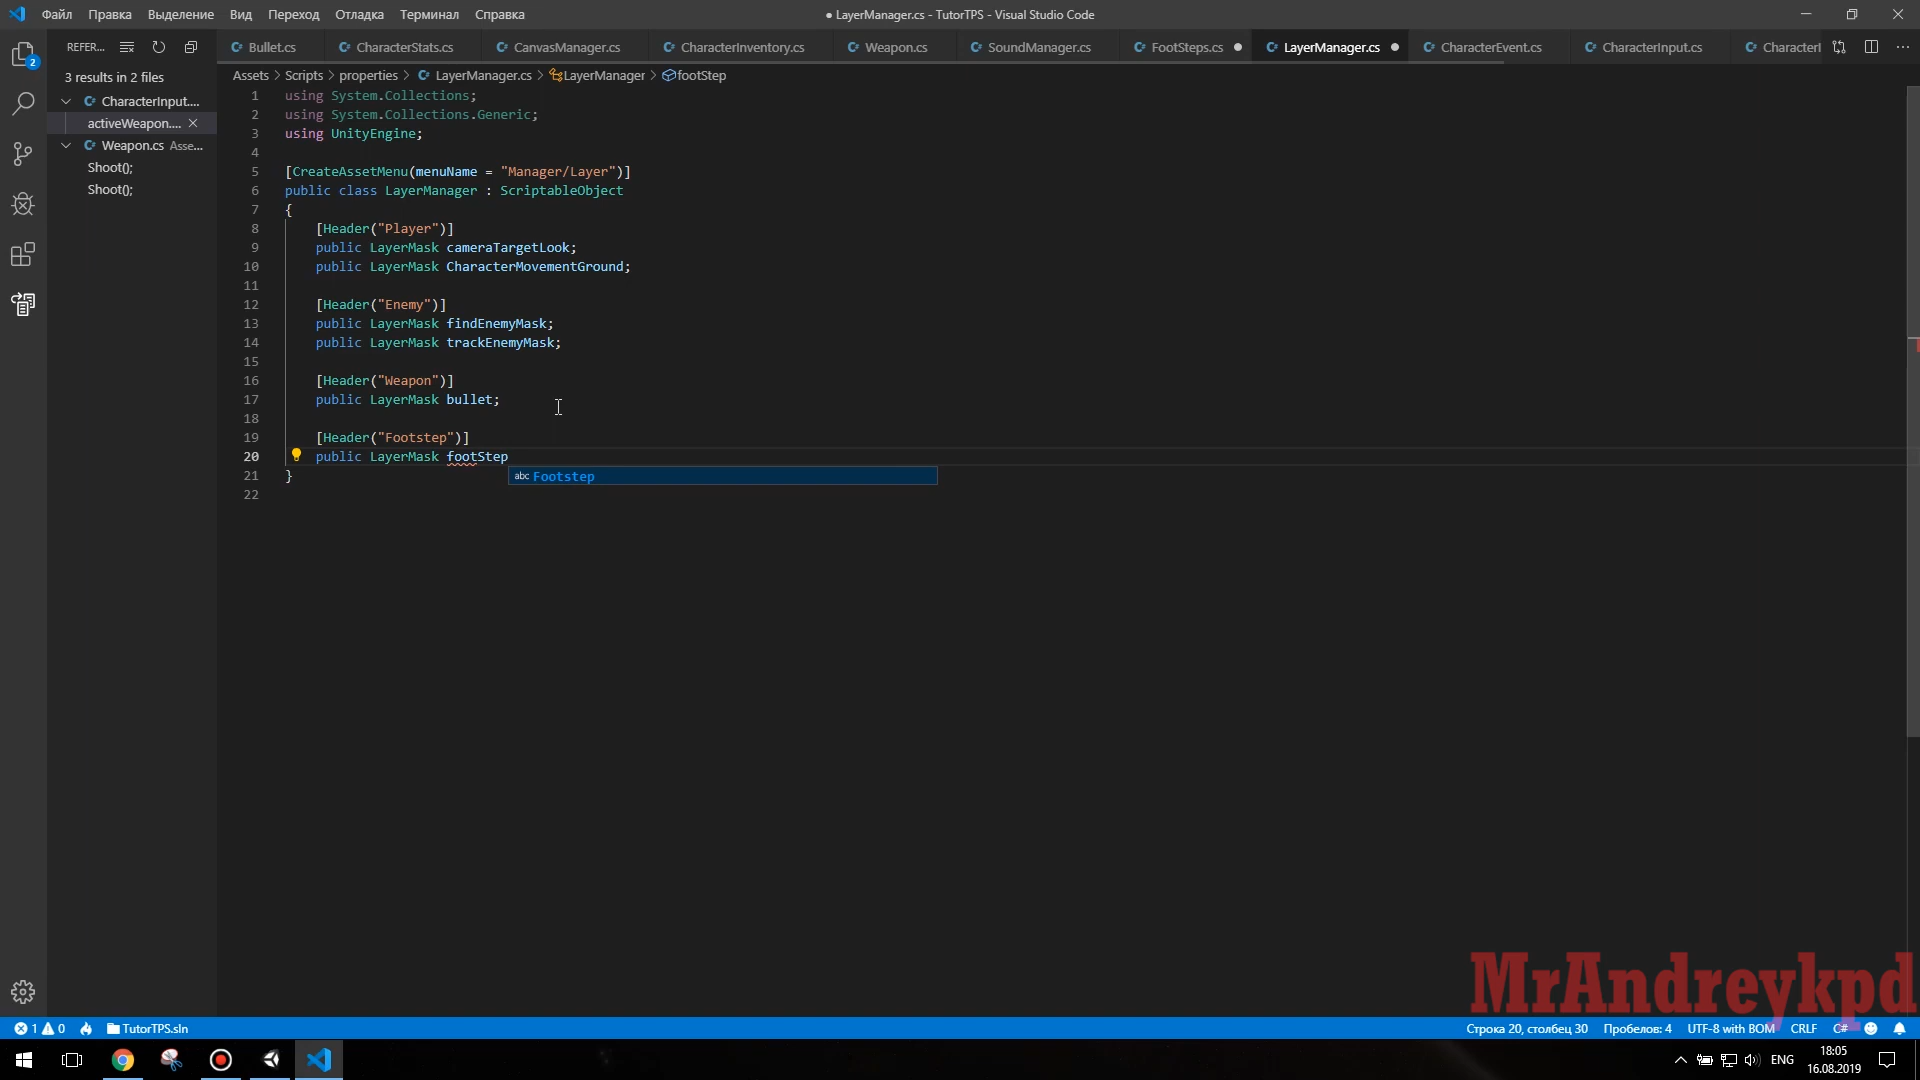 Файл Правка Выделение Вид Переход Отладка Терминал Справка
● LayerManager.cs - TutorTPS - Visual Studio Code
REFER...
Bullet.cs CharacterStats.cs CanvasManager.cs CharacterInventory.cs Weapon.cs SoundManager.cs FootSteps.cs LayerManager.cs CharacterEvent.cs CharacterInput.cs CharacterI
2
3 results in 2 files
CharacterInput....
activeWeapon....
Weapon.cs Asse...
Shoot();
Shoot();
Assets > Scripts > properties > LayerManager.cs > LayerManager > footStep
1 using System.Collections;
2 using System.Collections.Generic;
3 using UnityEngine;
4
5 [CreateAssetMenu(menuName = "Manager/Layer")]
6 public class LayerManager : ScriptableObject
7 {
8 [Header("Player")]
9 public LayerMask cameraTargetLook;
10 public LayerMask CharacterMovementGround;
11
12 [Header("Enemy")]
13 public LayerMask findEnemyMask;
14 public LayerMask trackEnemyMask;
15
16 [Header("Weapon")]
17 public LayerMask bullet;
18
19 [Header("Footstep")]
20 public LayerMask footStep
abc Footstep
21 }
22
MrAndreykpd
1 0 TutorTPS.sln
Строка 20, столбец 30 Пробелов: 4 UTF-8 with BOM CRLF C#
ENG
18:05
16.08.2019